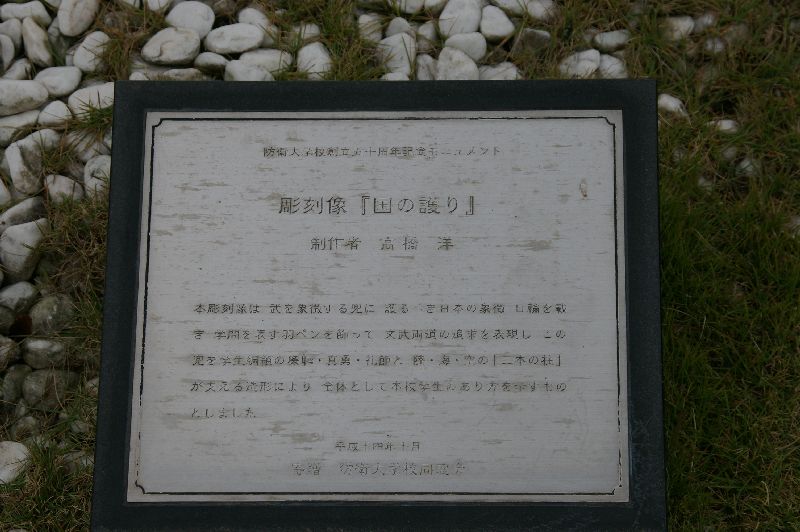 防衛大学校創立五十周年記念モニュメント
彫刻像『国の護り』
制作者 高橋 洋
本彫刻像は 武を象徴する兜に 護るべき日本の象徴 日輪を戴
き 学問を表す羽ペンを飾って 文武両道の追求を表現し この
兜を学生綱領の廉恥・真勇・礼節と 陸・海・空の「三本の柱」
が支える造形により 全体として本校学生のあり方を示すもの
としました
平成十四年十月
寄贈 防衛大学校同窓会